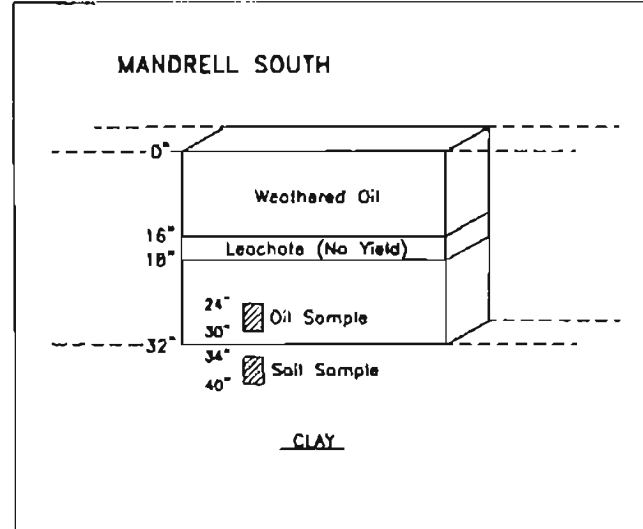 MANDRELL SOUTH
0"
Weathered Oil
16"
Leachate (No Yield)
18"
24"
30"
Oil Sample
32"
34"
40"
Soil Sample
CLAY